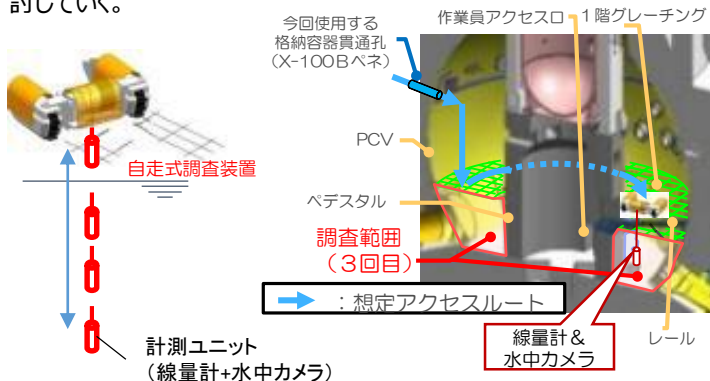 討していく。
自走式調査装置
計測ユニット
(線量計+水中カメラ)
今回使用する
格納容器貫通孔
(X-100Bペネ)
作業員アクセス口
1階グレーチング
PCV
ペデスタル
調査範囲
(3回目)
:想定アクセスルート
線量計&
水中カメラ
レール